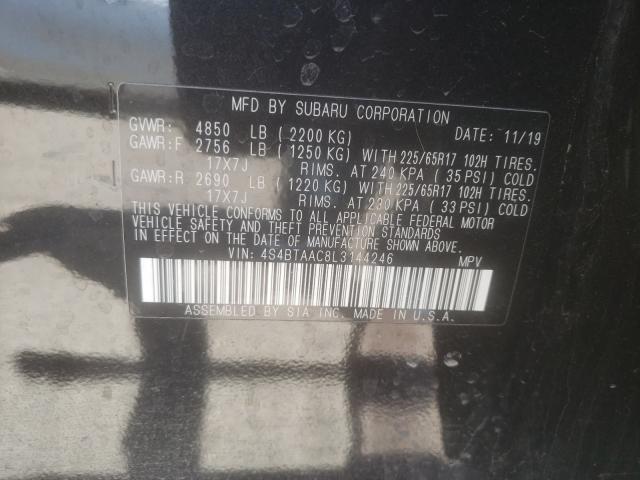 MFD BY SUBARU CORPORATION
GVWR: 4850 LB (2200 KG) DATE: 11/19
GAWR:F 2756 LB (1250 KG) WITH 225/65R17 102H TIRES.
17X7J RIMS. AT 240 KPA (35 PSI) COLD
GAWR:R 2690 LB (1220 KG) WITH 225/65R17 102H TIRES.
17X7J RIMS. AT 230 KPA (33 PSI) COLD
THIS VEHICLE CONFORMS TO ALL APPLICABLE FEDERAL MOTOR
VEHICLE SAFETY AND THEFT PREVENTION STANDARDS
IN EFFECT ON THE DATE OF MANUFACTURE SHOWN ABOVE.
VIN: 4S4BTAAC8L3144246 MPV
ASSEMBLED BY SIA INC. MADE IN U.S.A.